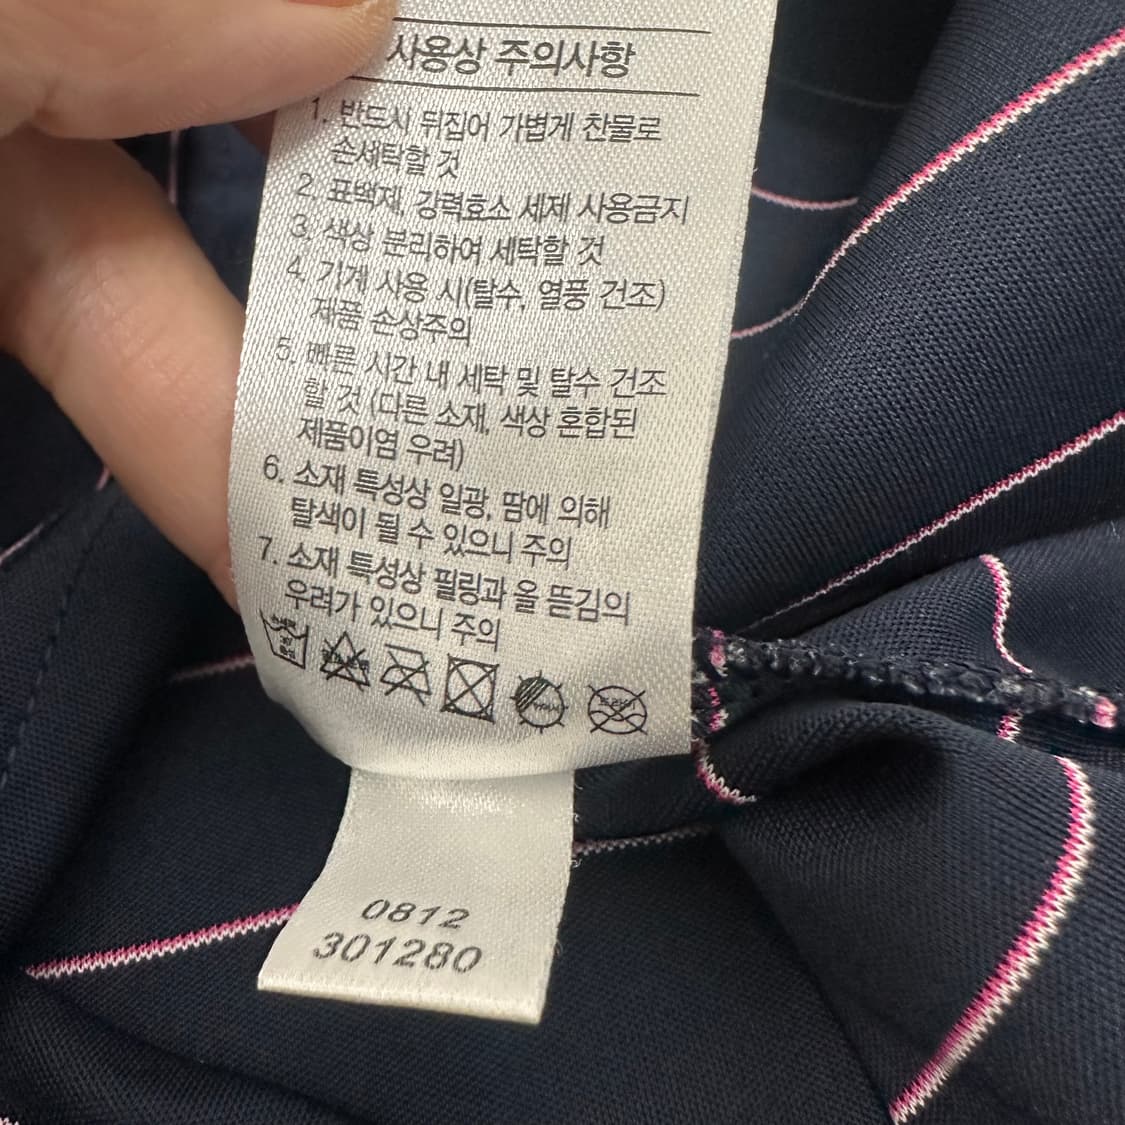 사용상 주의사항
1. 반드시 뒤집어 가볍게 찬물로
손세탁할 것
2. 표백제, 강력효소 세제 사용금지
3. 색상 분리하여 세탁할 것
4. 기계 사용 시(탈수, 열풍 건조)
제품 손상주의
5. 빠른 시간 내 세탁 및 탈수 건조
할 것 (다른 소재, 색상 혼합된
제품이염 우려)
6. 소재 특성상 일광, 땀에 의해
탈색이 될 수 있으니 주의
7. 소재 특성상 필링과 올 뜯김의
우려가 있으니 주의
드라이
0812
301280